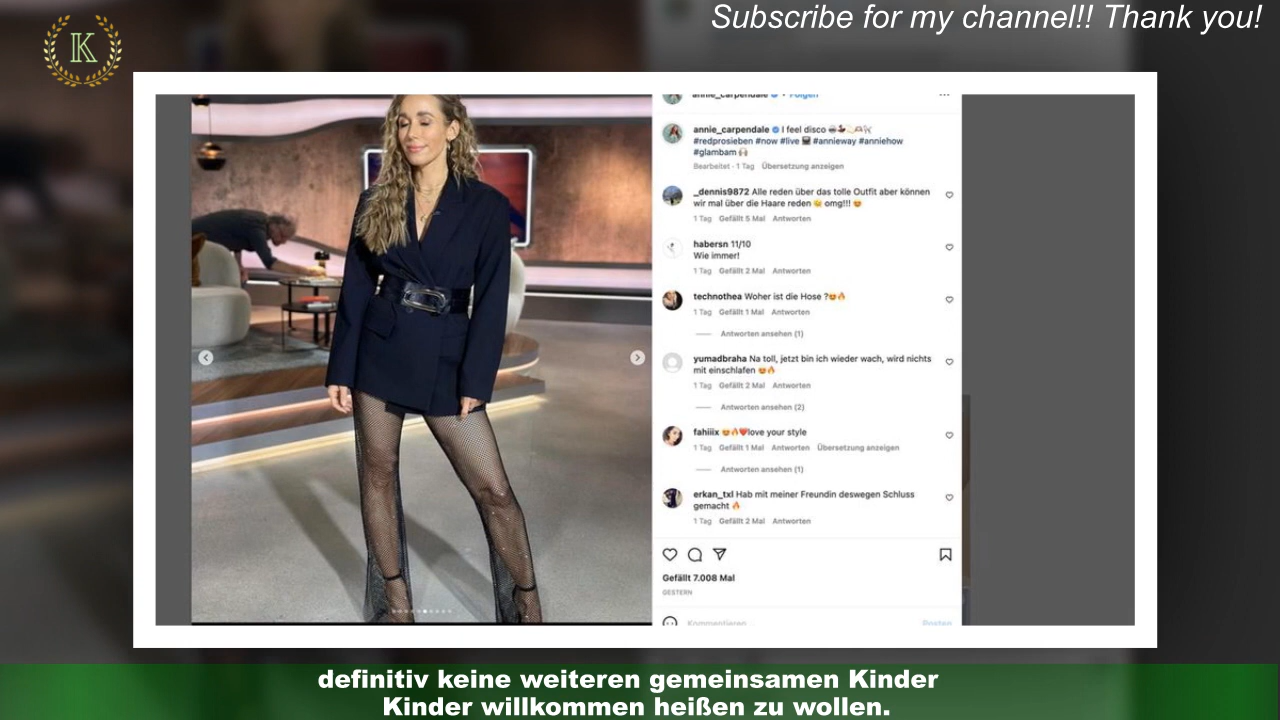 Subscribe for my channel!! Thank you!
K
annie_carpendale • Folgen
annie_carpendale I feel disco
#redprosieben #now #live #annieway #anniehow
#glambam
Bearbeitet · 1 Tag Übersetzung anzeigen
_dennis9872 Alle reden über das tolle Outfit aber können
wir mal über die Haare reden omg!!!
1 Tag Gefällt 5 Mal Antworten
habersn 11/10
Wie immer!
1 Tag Gefällt 2 Mal Antworten
technothea Woher ist die Hose ?
1 Tag Gefällt 1 Mal Antworten
Antworten ansehen (1)
yumadbraha Na toll, jetzt bin ich wieder wach, wird nichts
mit einschlafen
1 Tag Gefällt 2 Mal Antworten
Antworten ansehen (2)
fahiiix love your style
1 Tag Gefällt 1 Mal Antworten Übersetzung anzeigen
Antworten ansehen (1)
erkan_txl Hab mit meiner Freundin deswegen Schluss
gemacht
1 Tag Gefällt 2 Mal Antworten
Gefällt 7.008 Mal
GESTERN
Kommentieren ... Posten
definitiv keine weiteren gemeinsamen Kinder
Kinder willkommen heißen zu wollen.